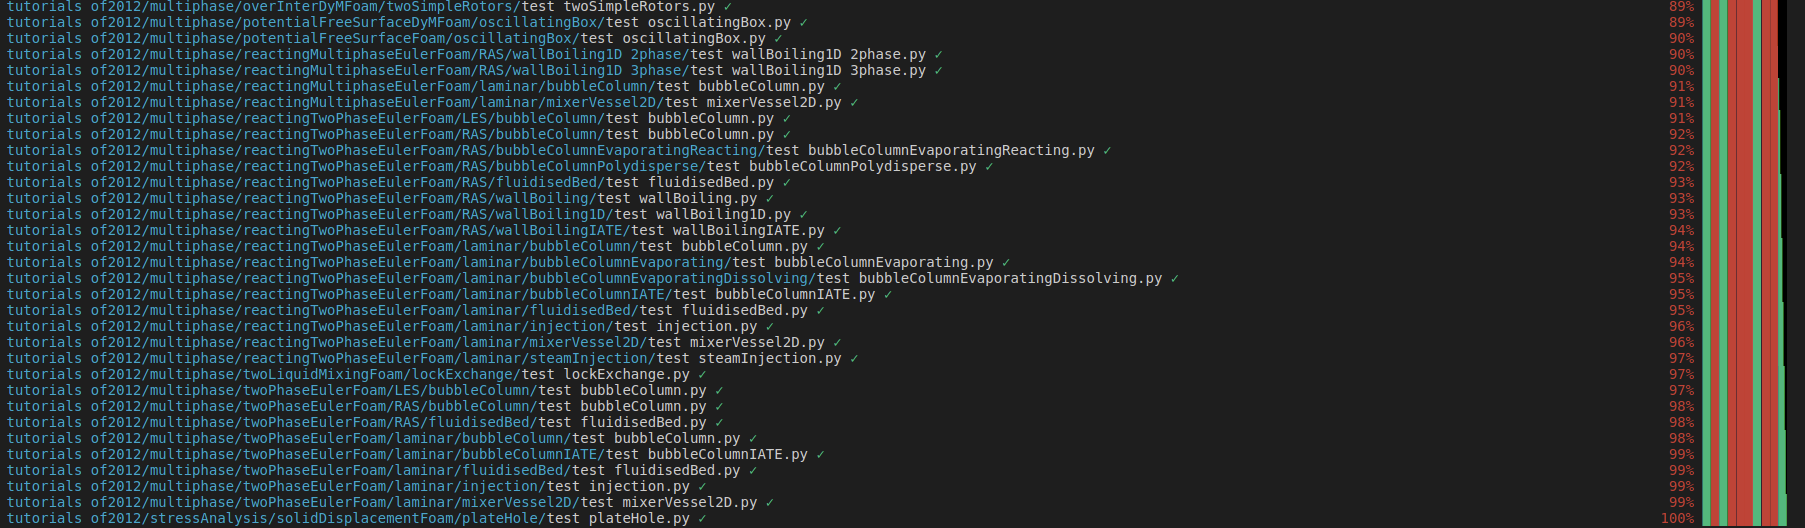 tutorials of2012/multiphase/overInterDyMFoam/twoSimpleRotors/test twoSimpleRotors.py ✓ 89%
tutorials of2012/multiphase/potentialFreeSurfaceDyMFoam/oscillatingBox/test oscillatingBox.py ✓ 89%
tutorials of2012/multiphase/potentialFreeSurfaceFoam/oscillatingBox/test oscillatingBox.py ✓ 90%
tutorials of2012/multiphase/reactingMultiphaseEulerFoam/RAS/wallBoiling1D 2phase/test wallBoiling1D 2phase.py ✓ 90%
tutorials of2012/multiphase/reactingMultiphaseEulerFoam/RAS/wallBoiling1D 3phase/test wallBoiling1D 3phase.py ✓ 90%
tutorials of2012/multiphase/reactingMultiphaseEulerFoam/laminar/bubbleColumn/test bubbleColumn.py ✓ 91%
tutorials of2012/multiphase/reactingMultiphaseEulerFoam/laminar/mixerVessel2D/test mixerVessel2D.py ✓ 91%
tutorials of2012/multiphase/reactingTwoPhaseEulerFoam/LES/bubbleColumn/test bubbleColumn.py ✓ 91%
tutorials of2012/multiphase/reactingTwoPhaseEulerFoam/RAS/bubbleColumn/test bubbleColumn.py ✓ 92%
tutorials of2012/multiphase/reactingTwoPhaseEulerFoam/RAS/bubbleColumnEvaporatingReacting/test bubbleColumnEvaporatingReacting.py ✓ 92%
tutorials of2012/multiphase/reactingTwoPhaseEulerFoam/RAS/bubbleColumnPolydisperse/test bubbleColumnPolydisperse.py ✓ 92%
tutorials of2012/multiphase/reactingTwoPhaseEulerFoam/RAS/fluidisedBed/test fluidisedBed.py ✓ 93%
tutorials of2012/multiphase/reactingTwoPhaseEulerFoam/RAS/wallBoiling/test wallBoiling.py ✓ 93%
tutorials of2012/multiphase/reactingTwoPhaseEulerFoam/RAS/wallBoiling1D/test wallBoiling1D.py ✓ 93%
tutorials of2012/multiphase/reactingTwoPhaseEulerFoam/RAS/wallBoilingIATE/test wallBoilingIATE.py ✓ 94%
tutorials of2012/multiphase/reactingTwoPhaseEulerFoam/laminar/bubbleColumn/test bubbleColumn.py ✓ 94%
tutorials of2012/multiphase/reactingTwoPhaseEulerFoam/laminar/bubbleColumnEvaporating/test bubbleColumnEvaporating.py ✓ 94%
tutorials of2012/multiphase/reactingTwoPhaseEulerFoam/laminar/bubbleColumnEvaporatingDissolving/test bubbleColumnEvaporatingDissolving.py ✓ 95%
tutorials of2012/multiphase/reactingTwoPhaseEulerFoam/laminar/bubbleColumnIATE/test bubbleColumnIATE.py ✓ 95%
tutorials of2012/multiphase/reactingTwoPhaseEulerFoam/laminar/fluidisedBed/test fluidisedBed.py ✓ 95%
tutorials of2012/multiphase/reactingTwoPhaseEulerFoam/laminar/injection/test injection.py ✓ 96%
tutorials of2012/multiphase/reactingTwoPhaseEulerFoam/laminar/mixerVessel2D/test mixerVessel2D.py ✓ 96%
tutorials of2012/multiphase/reactingTwoPhaseEulerFoam/laminar/steamInjection/test steamInjection.py ✓ 97%
tutorials of2012/multiphase/twoLiquidMixingFoam/lockExchange/test lockExchange.py ✓ 97%
tutorials of2012/multiphase/twoPhaseEulerFoam/LES/bubbleColumn/test bubbleColumn.py ✓ 97%
tutorials of2012/multiphase/twoPhaseEulerFoam/RAS/bubbleColumn/test bubbleColumn.py ✓ 98%
tutorials of2012/multiphase/twoPhaseEulerFoam/RAS/fluidisedBed/test fluidisedBed.py ✓ 98%
tutorials of2012/multiphase/twoPhaseEulerFoam/laminar/bubbleColumn/test bubbleColumn.py ✓ 98%
tutorials of2012/multiphase/twoPhaseEulerFoam/laminar/bubbleColumnIATE/test bubbleColumnIATE.py ✓ 99%
tutorials of2012/multiphase/twoPhaseEulerFoam/laminar/fluidisedBed/test fluidisedBed.py ✓ 99%
tutorials of2012/multiphase/twoPhaseEulerFoam/laminar/injection/test injection.py ✓ 99%
tutorials of2012/multiphase/twoPhaseEulerFoam/laminar/mixerVessel2D/test mixerVessel2D.py ✓ 99%
tutorials of2012/stressAnalysis/solidDisplacementFoam/plateHole/test plateHole.py ✓ 100%